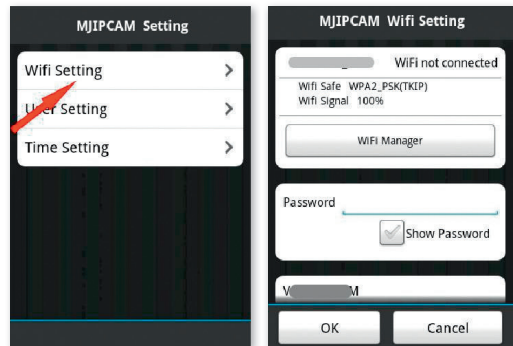 MJIPCAM Setting
Wifi Setting
User Setting
Time Setting
MJIPCAM Wifi Setting
WiFi not connected
Wifi Safe WPA2_PSK(TKIP)
Wifi Signal 100%
WiFi Manager
Password
Show Password
OK Cancel